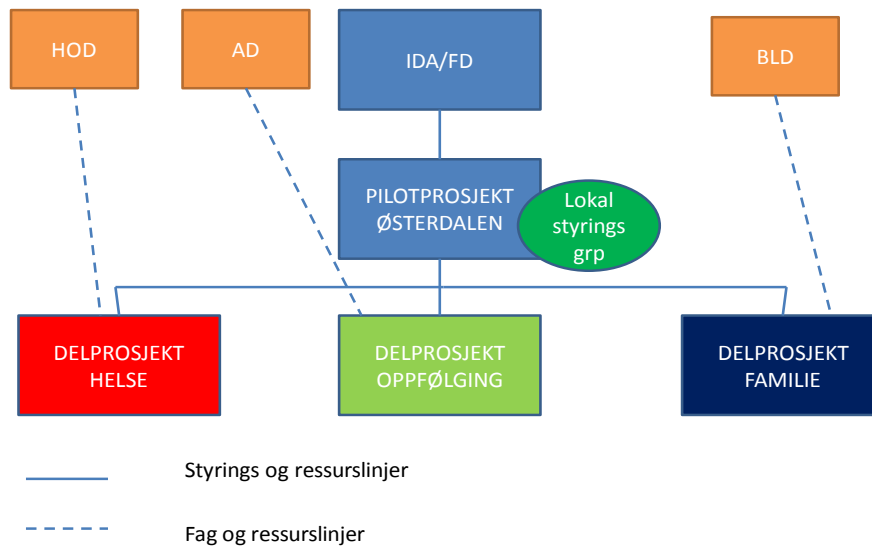 HOD
AD
IDA/FD
BLD
PILOTPROSJEKT
ØSTERDALEN
Lokal
styrings
grp
DELPROSJEKT
HELSE
DELPROSJEKT
OPPFØLGING
DELPROSJEKT
FAMILIE
Styrings og ressurslinjer
Fag og ressurslinjer